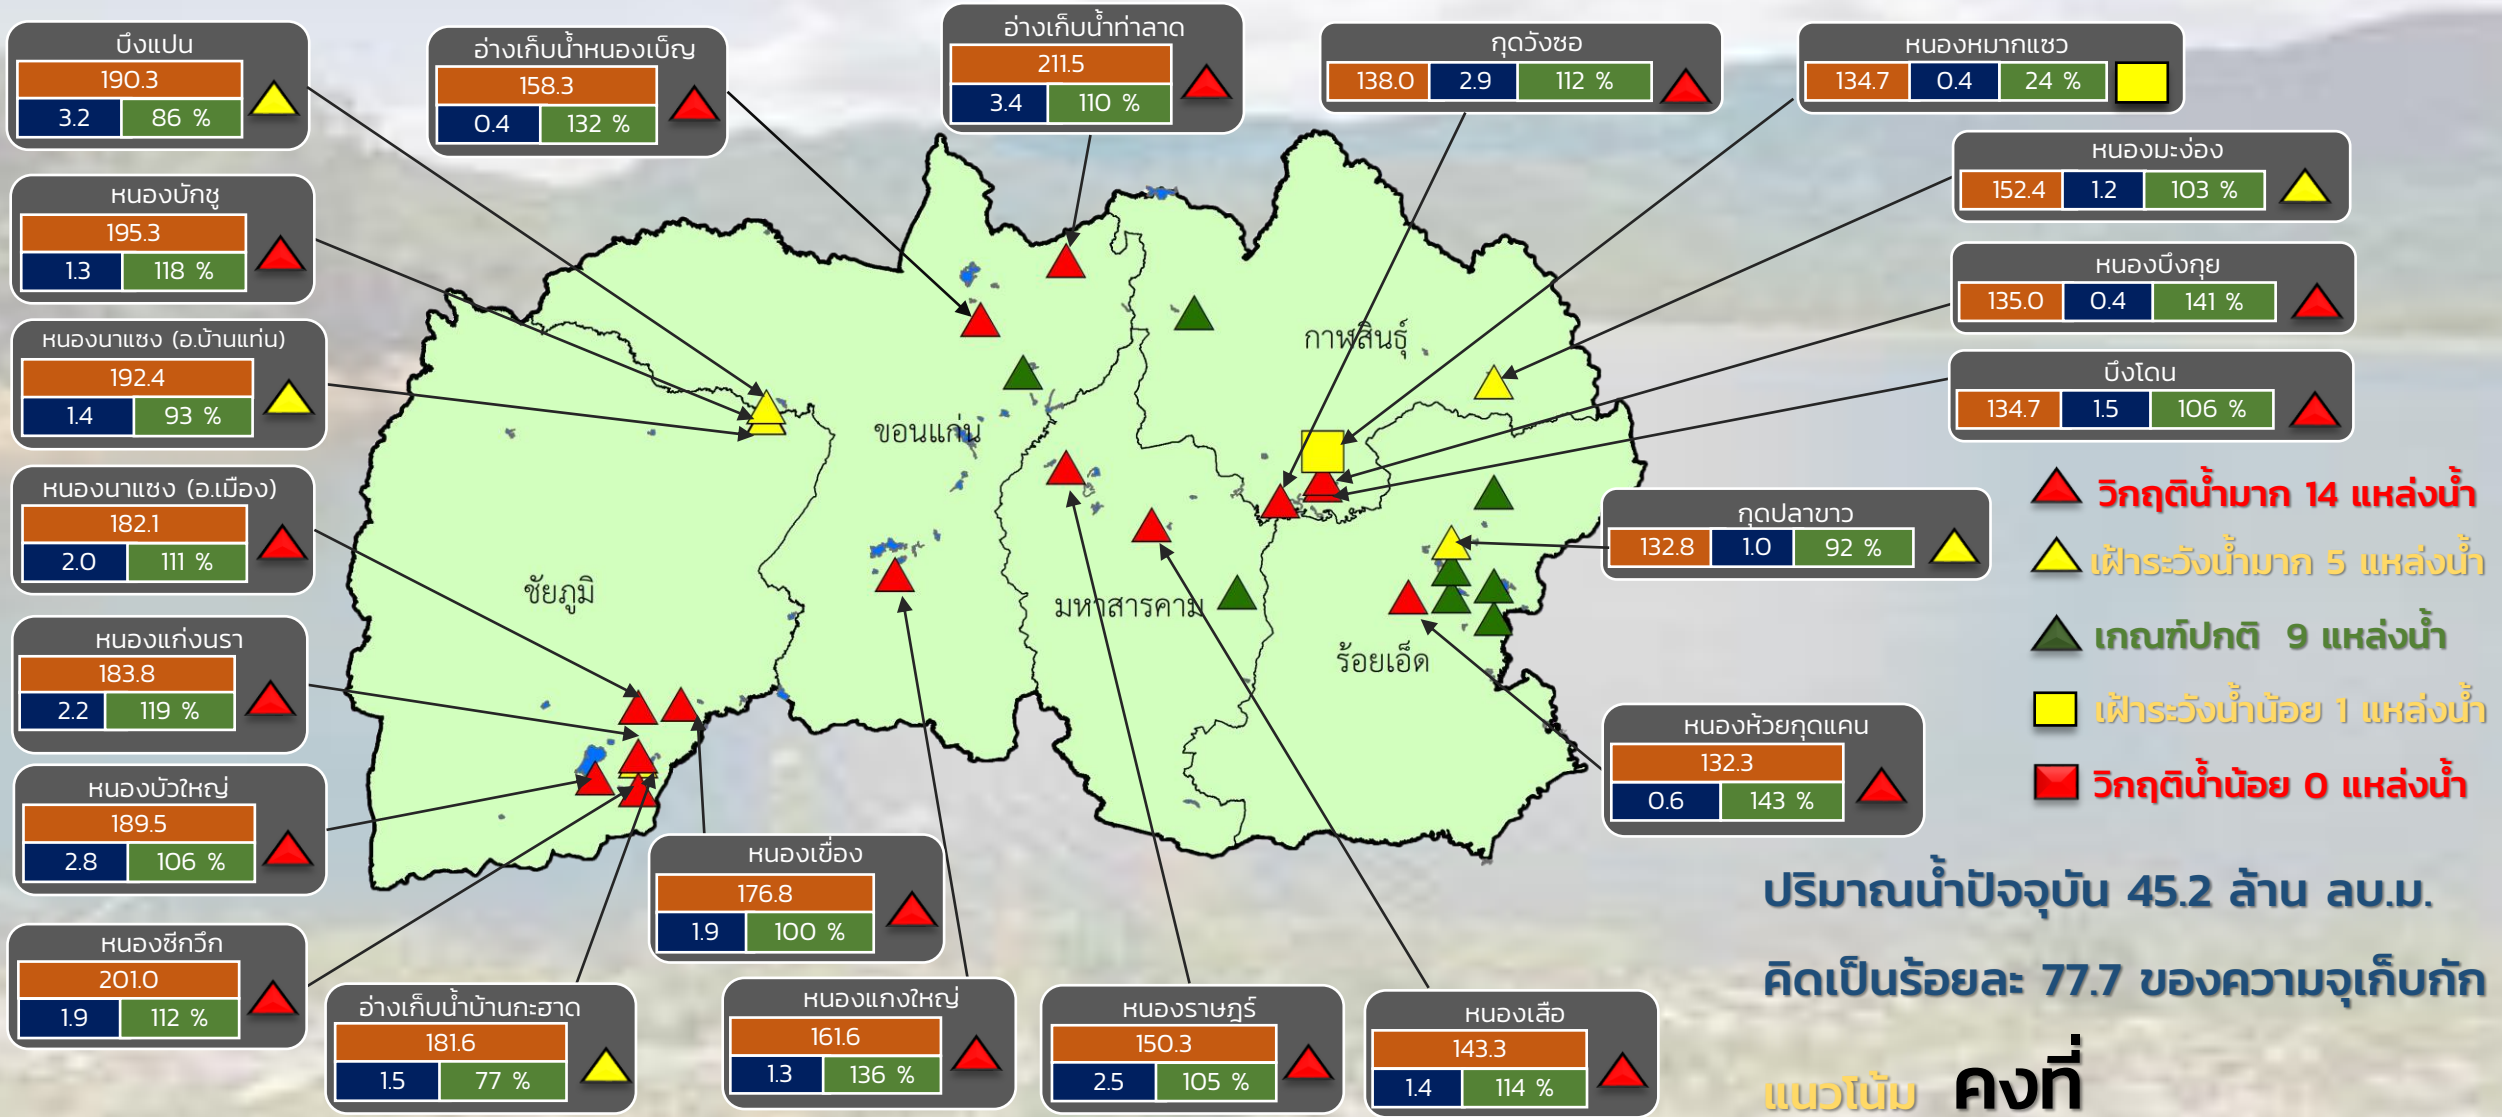 บึงแปน
190.3
3.2 86 %
อ่างเก็บน้ำหนองเบ็ญ
158.3
0.4 132 %
อ่างเก็บน้ำท่าลาด
211.5
3.4 110 %
กุดวังซอ
138.0 2.9 112 %
หนองหมากแซว
134.7 0.4 24 %
หนองบักชู
195.3
1.3 118 %
หนองมะง่อง
152.4 1.2 103 %
หนองบึงกุย
135.0 0.4 141 %
หนองนาแซง (อ.บ้านแท่น)
192.4
1.4 93 %
บึงโดน
134.7 1.5 106 %
หนองนาแซง (อ.เมือง)
182.1
2.0 111 %
กุดปลาขาว
132.8 1.0 92 %
หนองแก่งนรา
183.8
2.2 119 %
หนองห้วยกุดแคน
132.3
0.6 143 %
หนองบัวใหญ่
189.5
2.8 106 %
หนองเขื่อง
176.8
1.9 100 %
หนองซีกวึก
201.0
1.9 112 %
อ่างเก็บน้ำบ้านกะฮาด
181.6
1.5 77 %
หนองแกงใหญ่
161.6
1.3 136 %
หนองราษฎร์
150.3
2.5 105 %
หนองเสือ
143.3
1.4 114 %
กาฬสินธุ์
ขอนแก่น
ชัยภูมิ
มหาสารคาม
ร้อยเอ็ด
วิกฤติน้ำมาก 14 แหล่งน้ำ
เฝ้าระวังน้ำมาก 5 แหล่งน้ำ
เกณฑ์ปกติ 9 แหล่งน้ำ
เฝ้าระวังน้ำน้อย 1 แหล่งน้ำ
วิกฤติน้ำน้อย 0 แหล่งน้ำ
ปริมาณน้ำปัจจุบัน 45.2 ล้าน ลบ.ม.
คิดเป็นร้อยละ 77.7 ของความจุเก็บกัก
แนวโน้ม คงที่